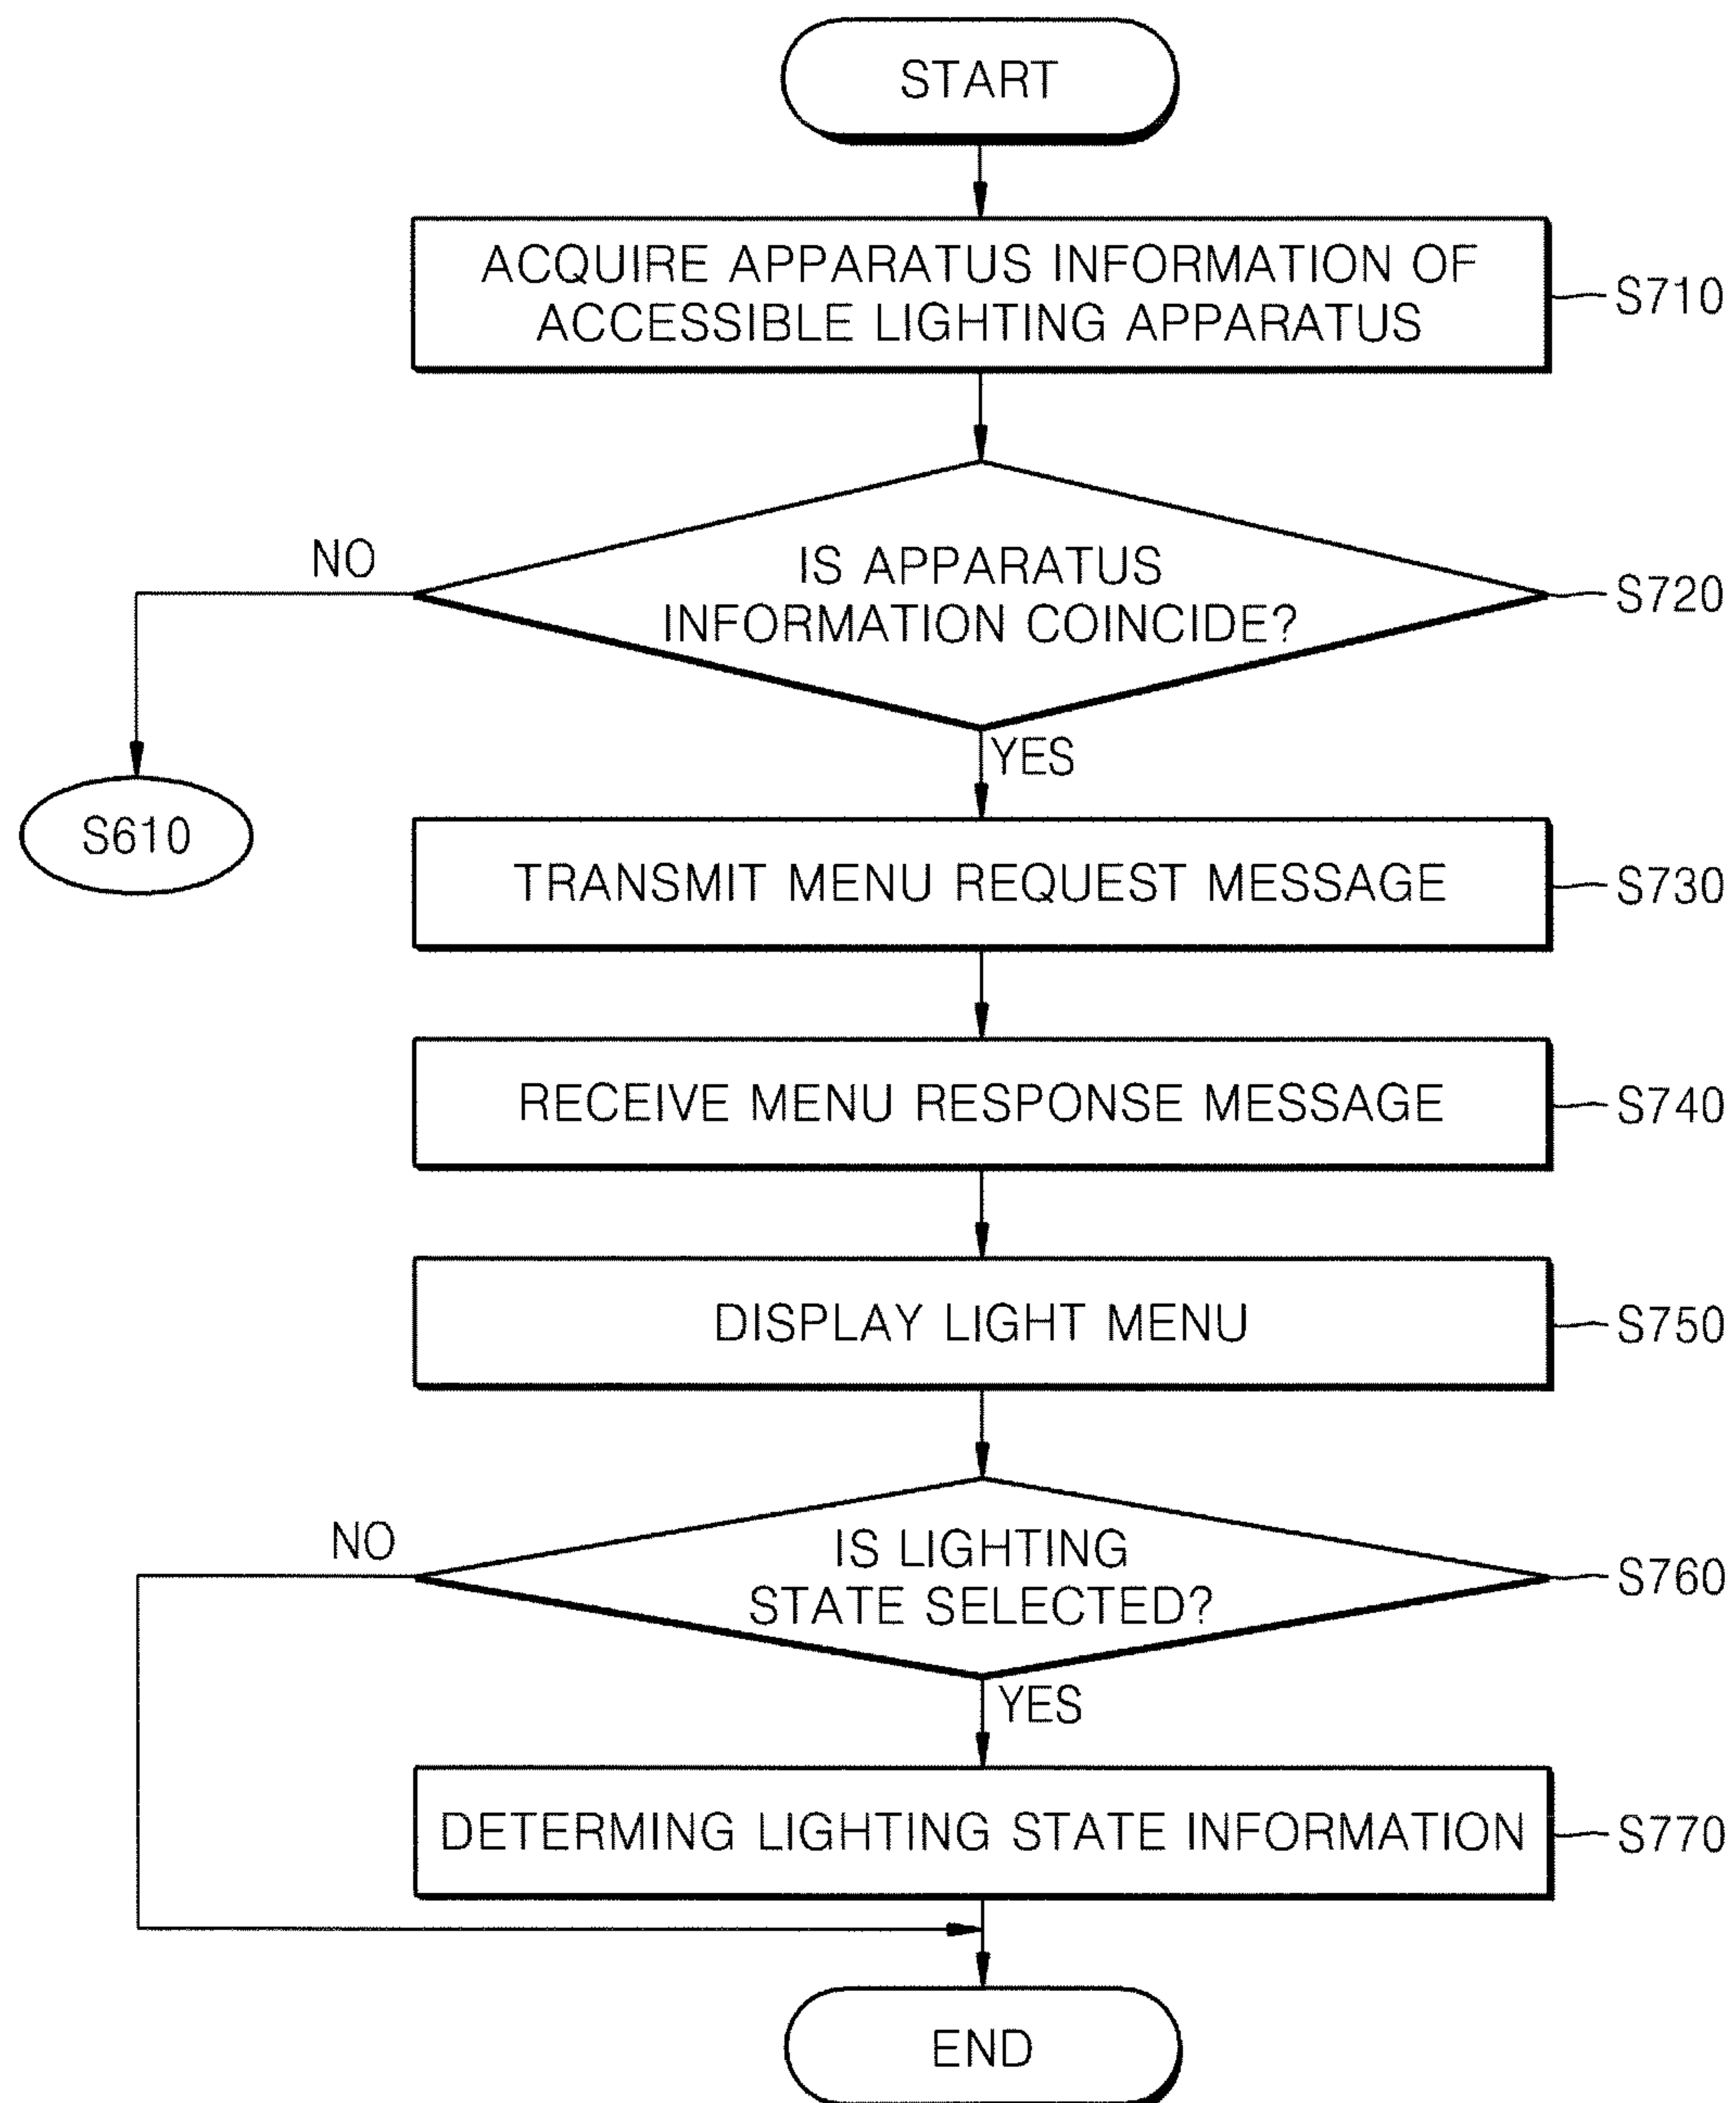 START
ACQUIRE APPARATUS INFORMATION OF
ACCESSIBLE LIGHTING APPARATUS
S710
NO
IS APPARATUS
INFORMATION COINCIDE?
S720
YES
S610
TRANSMIT MENU REQUEST MESSAGE
S730
RECEIVE MENU RESPONSE MESSAGE
S740
DISPLAY LIGHT MENU
S750
NO
IS LIGHTING
STATE SELECTED?
S760
YES
DETERMING LIGHTING STATE INFORMATION
S770
END